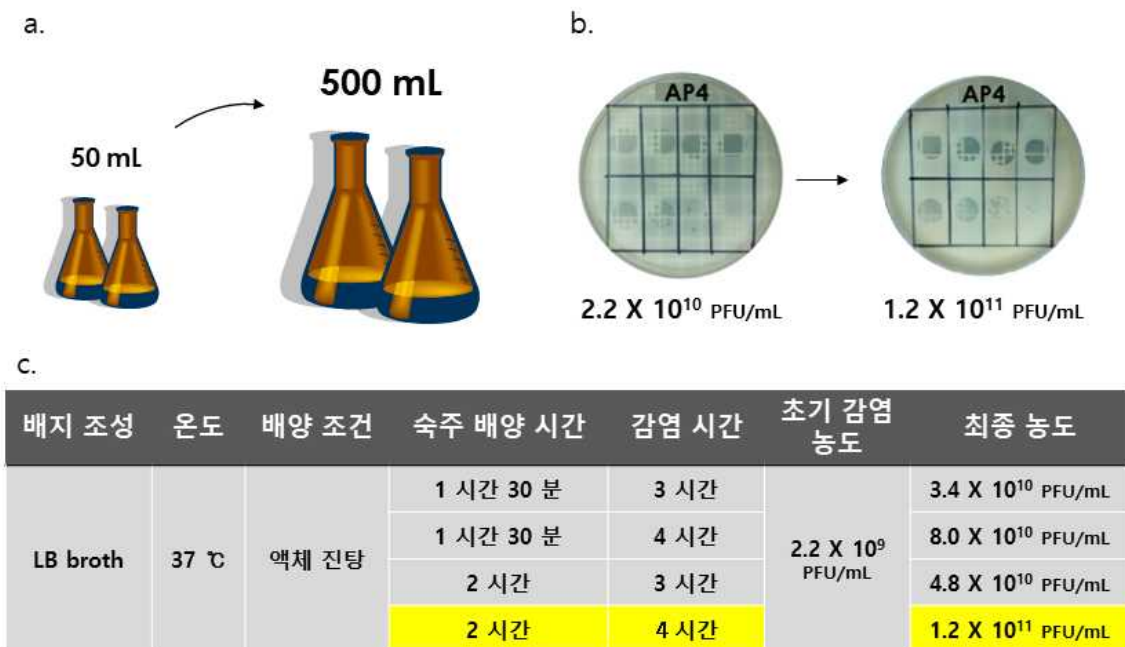 a.
50 mL
500 mL
b.
AP4
2.2 X 10¹⁰ PFU/mL
AP4
1.2 X 10¹¹ PFU/mL
c.
배지 조성 온도 배양 조건 숙주 배양 시간 감염 시간 초기 감염 농도 최종 농도
LB broth 37 ℃ 액체 진탕 1 시간 30 분 3 시간 2.2 X 10⁹ PFU/mL 3.4 X 10¹⁰ PFU/mL
1 시간 30 분 4 시간 8.0 X 10¹⁰ PFU/mL
2 시간 3 시간 4.8 X 10¹⁰ PFU/mL
2 시간 4 시간 1.2 X 10¹¹ PFU/mL